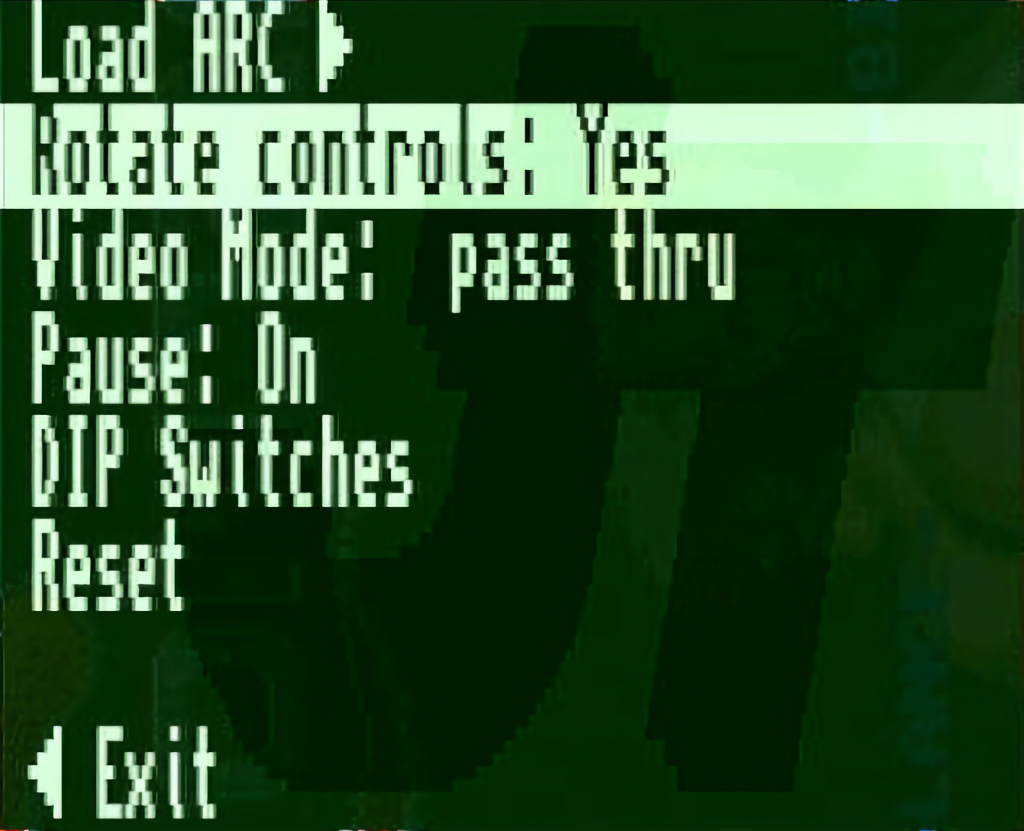 Load ARC ▶
Rotate controls: Yes
Video Mode: pass thru
Pause: On
DIP Switches
Reset
◀ Exit